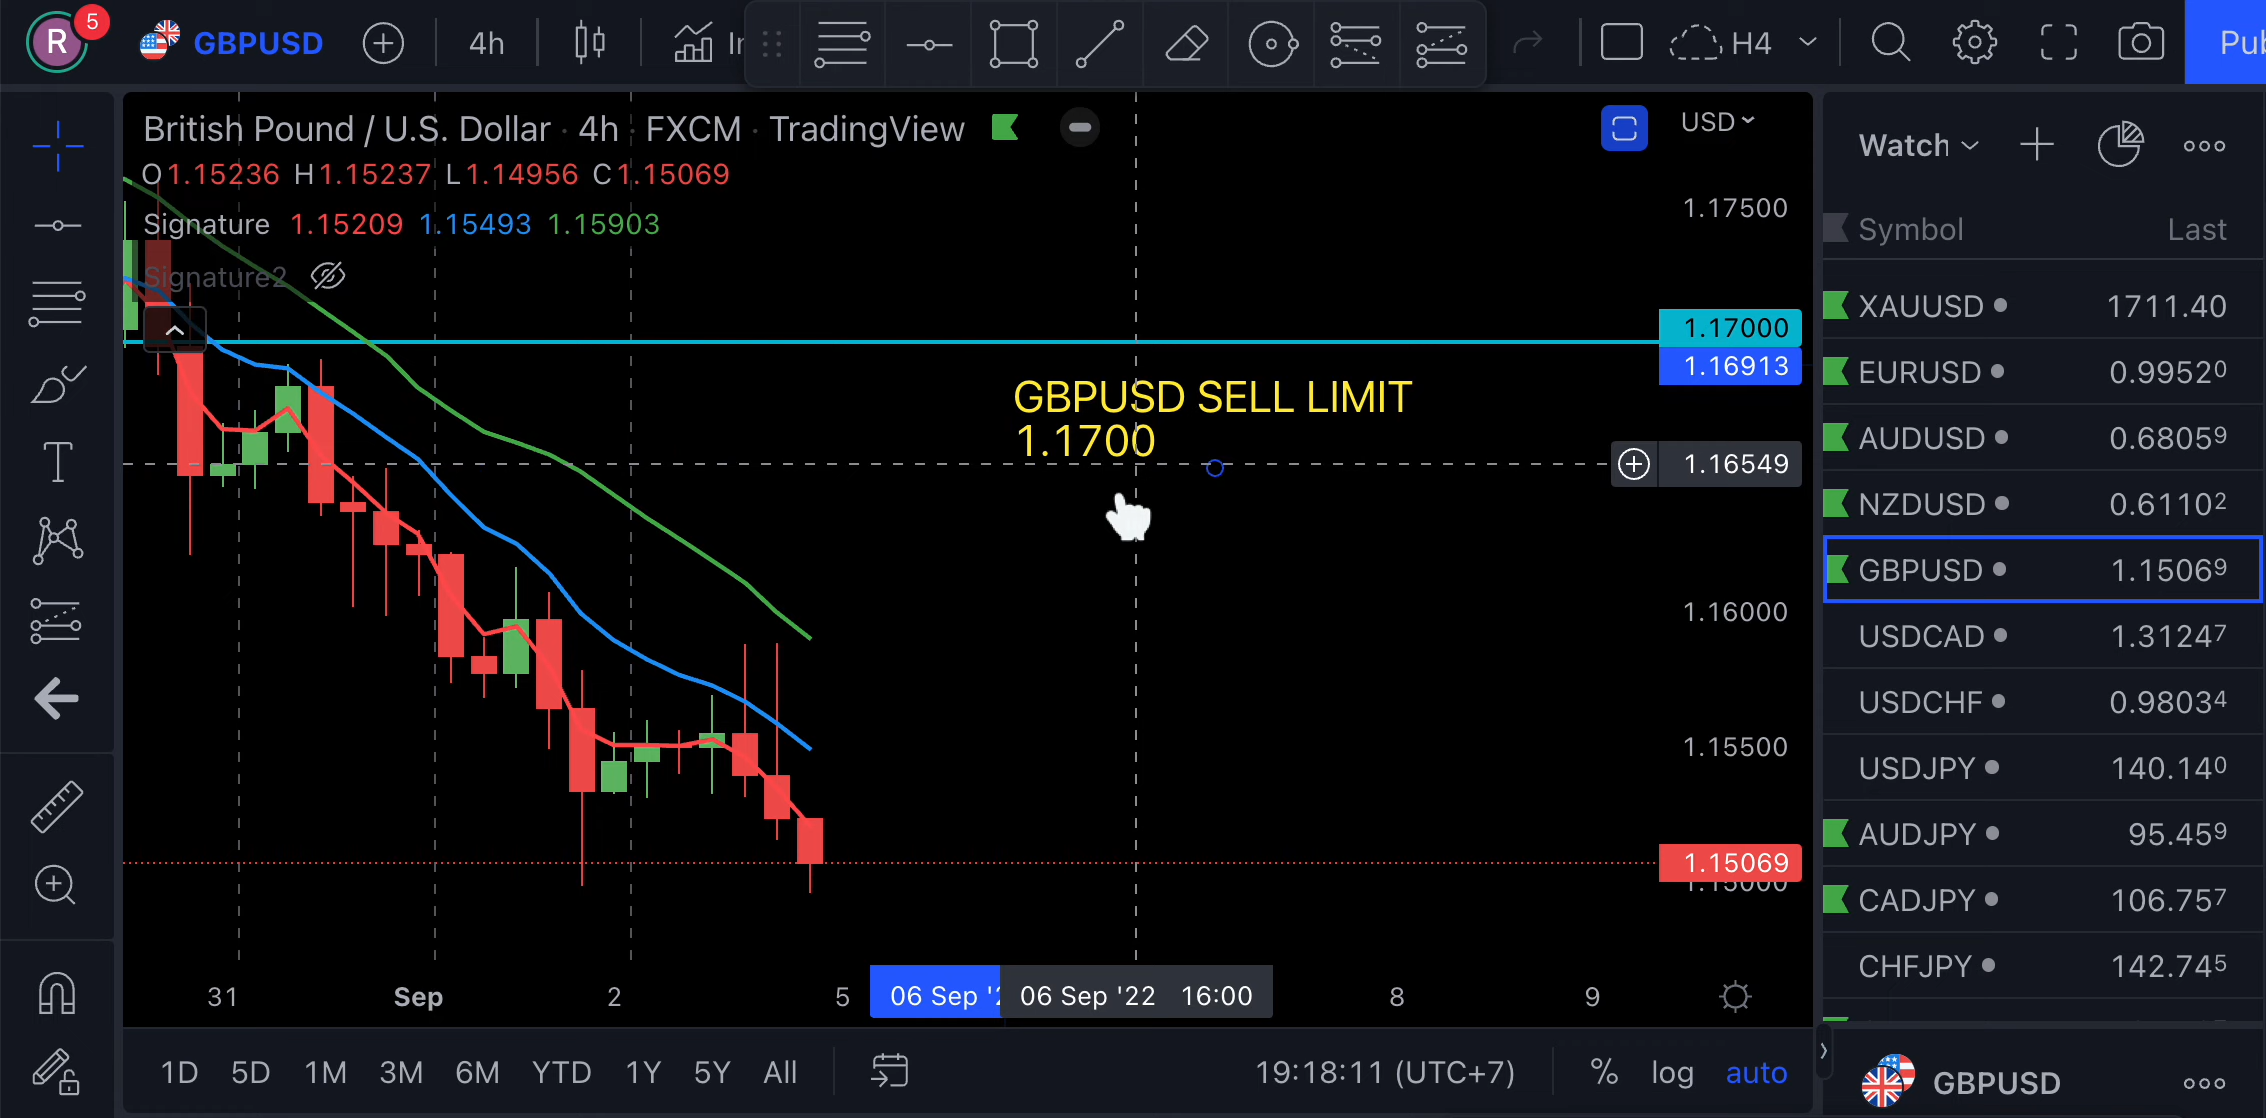 R 5 GBPUSD 4h H4
British Pound / U.S. Dollar · 4h · FXCM · TradingView USD
O1.15236 H1.15237 L1.14956 C1.15069
Signature 1.15209 1.15493 1.15903
Signature2
1.17500
1.17000
1.16913
GBPUSD SELL LIMIT
1.1700
1.16549
1.16000
1.15500
1.15069
1.15000
31 Sep 2 5 06 Sep '2 06 Sep '22 16:00 8 9
1D 5D 1M 3M 6M YTD 1Y 5Y All 19:18:11 (UTC+7) % log auto
Watch
Symbol Last
XAUUSD 1711.40
EURUSD 0.99520
AUDUSD 0.68059
NZDUSD 0.61102
GBPUSD 1.15069
USDCAD 1.31247
USDCHF 0.98034
USDJPY 140.140
AUDJPY 95.459
CADJPY 106.757
CHFJPY 142.745
GBPUSD